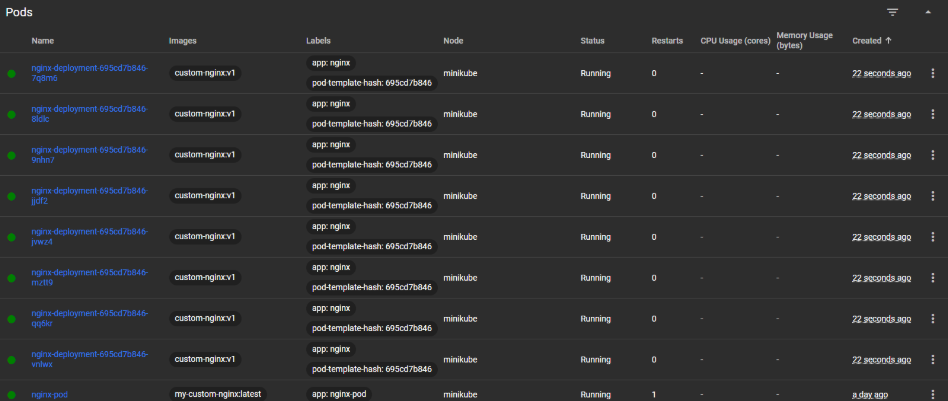 Pods
Name Images Labels Node Status Restarts CPU Usage (cores) Memory Usage (bytes) Created
nginx-deployment-695cd7b846-7q8m6 custom-nginx:v1 app: nginx pod-template-hash: 695cd7b846 minikube Running 0 - - 22 seconds ago
nginx-deployment-695cd7b846-8ldlc custom-nginx:v1 app: nginx pod-template-hash: 695cd7b846 minikube Running 0 - - 22 seconds ago
nginx-deployment-695cd7b846-9nhn7 custom-nginx:v1 app: nginx pod-template-hash: 695cd7b846 minikube Running 0 - - 22 seconds ago
nginx-deployment-695cd7b846-jjdf2 custom-nginx:v1 app: nginx pod-template-hash: 695cd7b846 minikube Running 0 - - 22 seconds ago
nginx-deployment-695cd7b846-jvwz4 custom-nginx:v1 app: nginx pod-template-hash: 695cd7b846 minikube Running 0 - - 22 seconds ago
nginx-deployment-695cd7b846-mztt9 custom-nginx:v1 app: nginx pod-template-hash: 695cd7b846 minikube Running 0 - - 22 seconds ago
nginx-deployment-695cd7b846-qq6kr custom-nginx:v1 app: nginx pod-template-hash: 695cd7b846 minikube Running 0 - - 22 seconds ago
nginx-deployment-695cd7b846- custom-nginx:v1 app: nginx pod-template-hash: 695cd7b846 minikube Running 0 - - 22 seconds ago
nginx-pod my-custom-nginx:latest app: nginx-pod minikube Running 1 - - a day ago